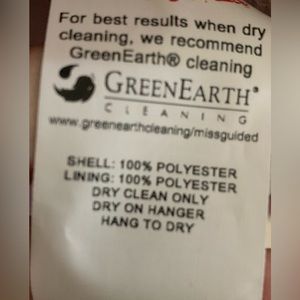 For best results when dry
cleaning, we recommend
GreenEarth® cleaning
GREENEARTH®
CLEANING
www.greenearthcleaning/missguided
SHELL: 100% POLYESTER
LINING: 100% POLYESTER
DRY CLEAN ONLY
DRY ON HANGER
HANG TO DRY